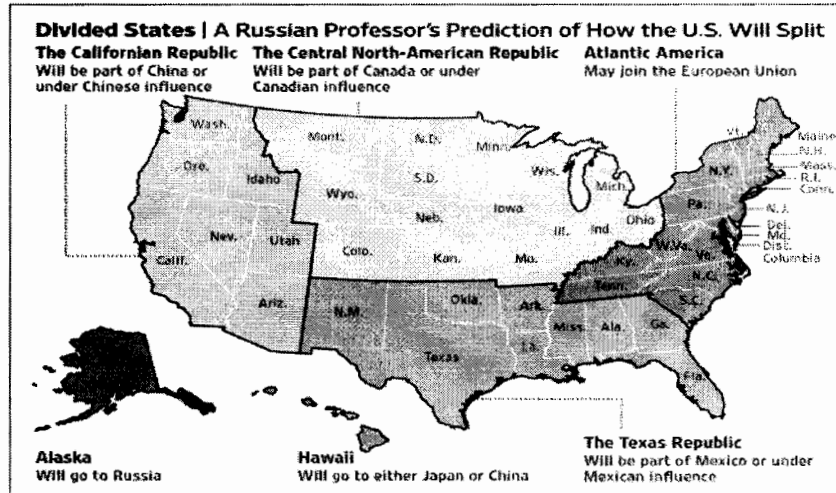 Divided States | A Russian Professor's Prediction of How the U.S. Will Split
The Californian Republic
Will be part of China or
under Chinese influence
The Central North-American Republic
Will be part of Canada or under
Canadian influence
Atlantic America
May join the European Union
Wash.
Ore.
Idaho
Nev.
Utah
Calif.
Ariz.
Mont.
N.D.
Minn.
Wis.
S.D.
Mich.
Wyo.
Neb.
Iowa
Ill.
Ind.
Ohio
Colo.
Kan.
Mo.
Vt.
Maine
N.H.
Mass.
R.I.
Conn.
N.Y.
Pa.
N.J.
Del.
Md.
Dist.
Columbia
W.Va.
Va.
Ky.
Tenn.
N.C.
S.C.
N.M.
Okla.
Ark.
Texas
La.
Miss.
Ala.
Ga.
Fla.
Alaska
Will go to Russia
Hawaii
Will go to either Japan or China
The Texas Republic
Will be part of Mexico or under
Mexican influence